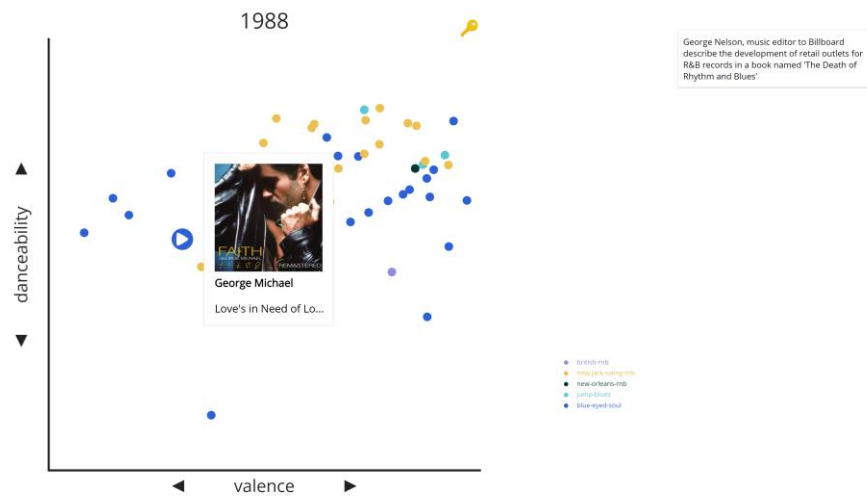 1988
George Nelson, music editor to Billboard
describe the development of retail outlets for
R&B records in a book named 'The Death of
Rhythm and Blues'
danceability
FAITH
GEORGE MICHAEL
REMASTERED
George Michael
Love's in Need of Lo...
british-rnb
new-jack-swing-rnb
new-orleans-rnb
jump-blues
blue-eyed-soul
valence